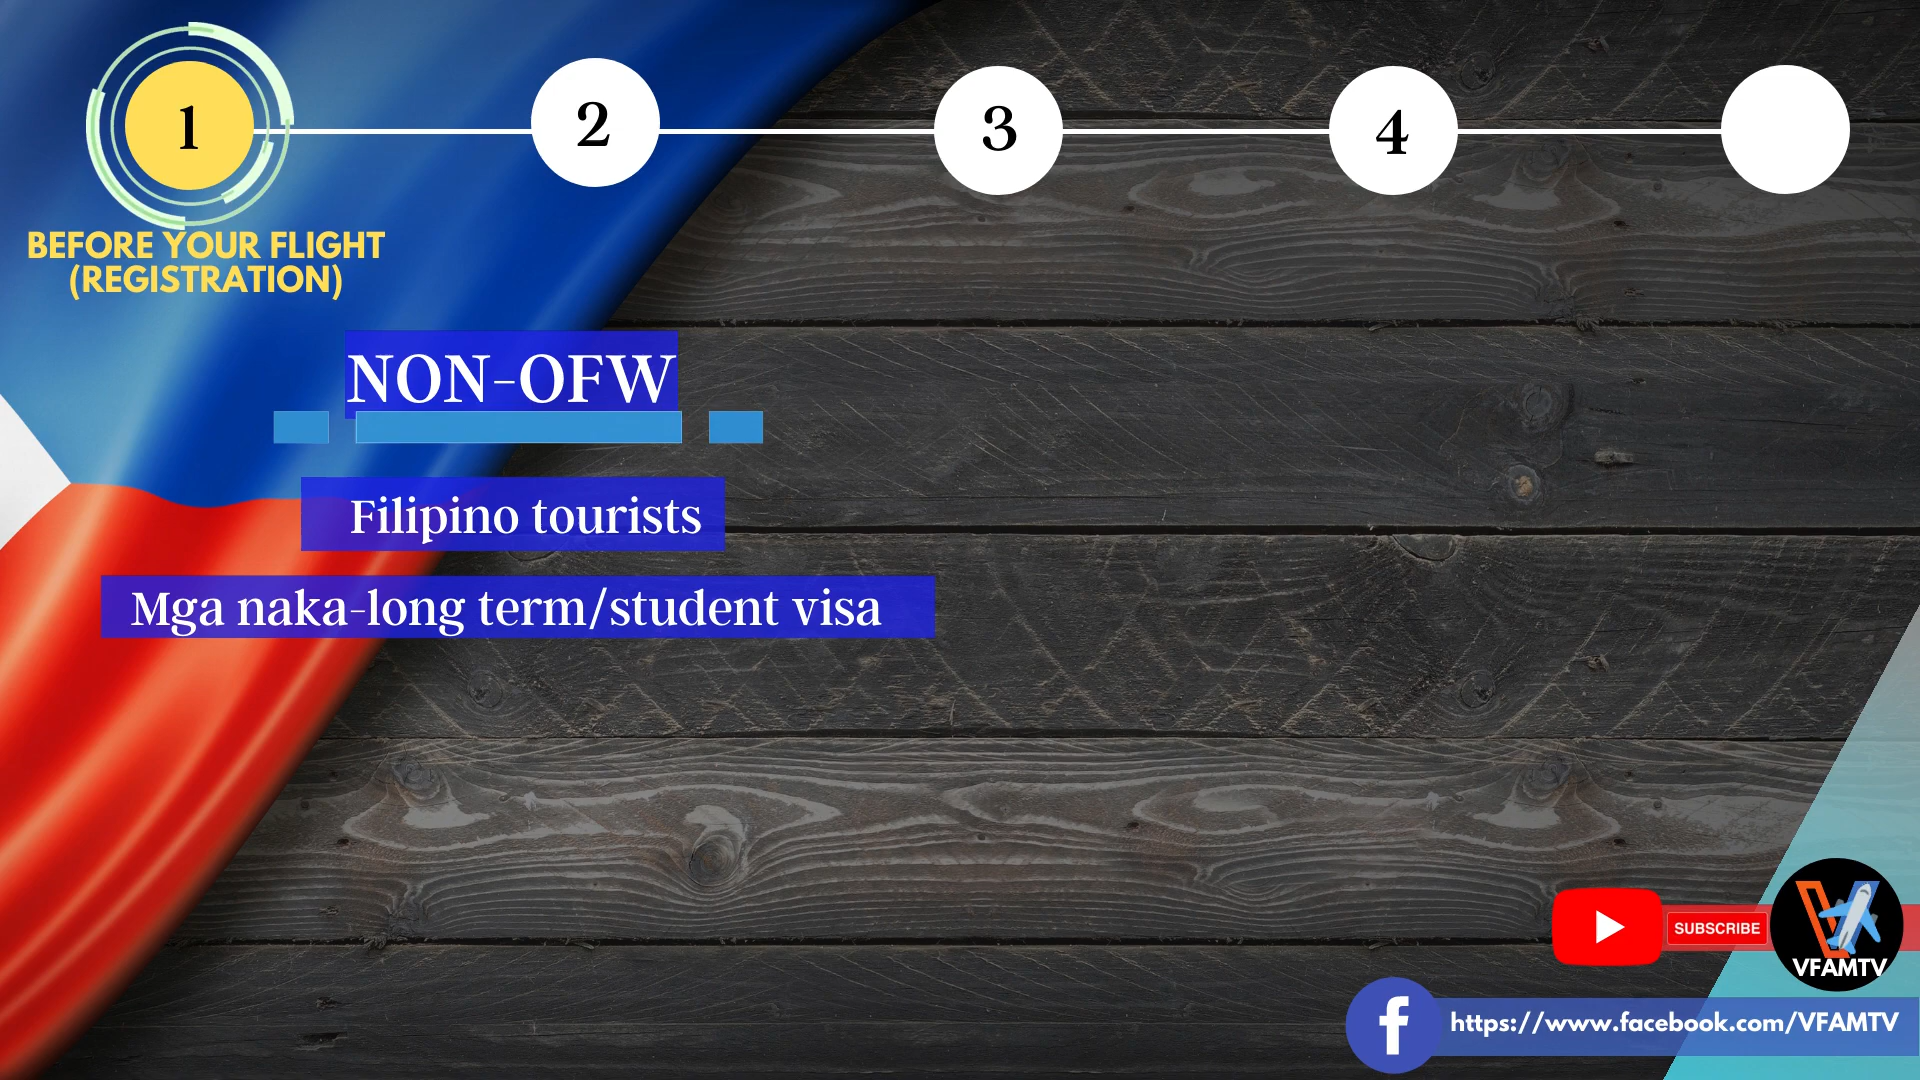 1
2
3
4
BEFORE YOUR FLIGHT
(REGISTRATION)
NON-OFW
Filipino tourists
Mga naka-long term/student visa
SUBSCRIBE
VFAMTV
f
https://www.facebook.com/VFAMTV